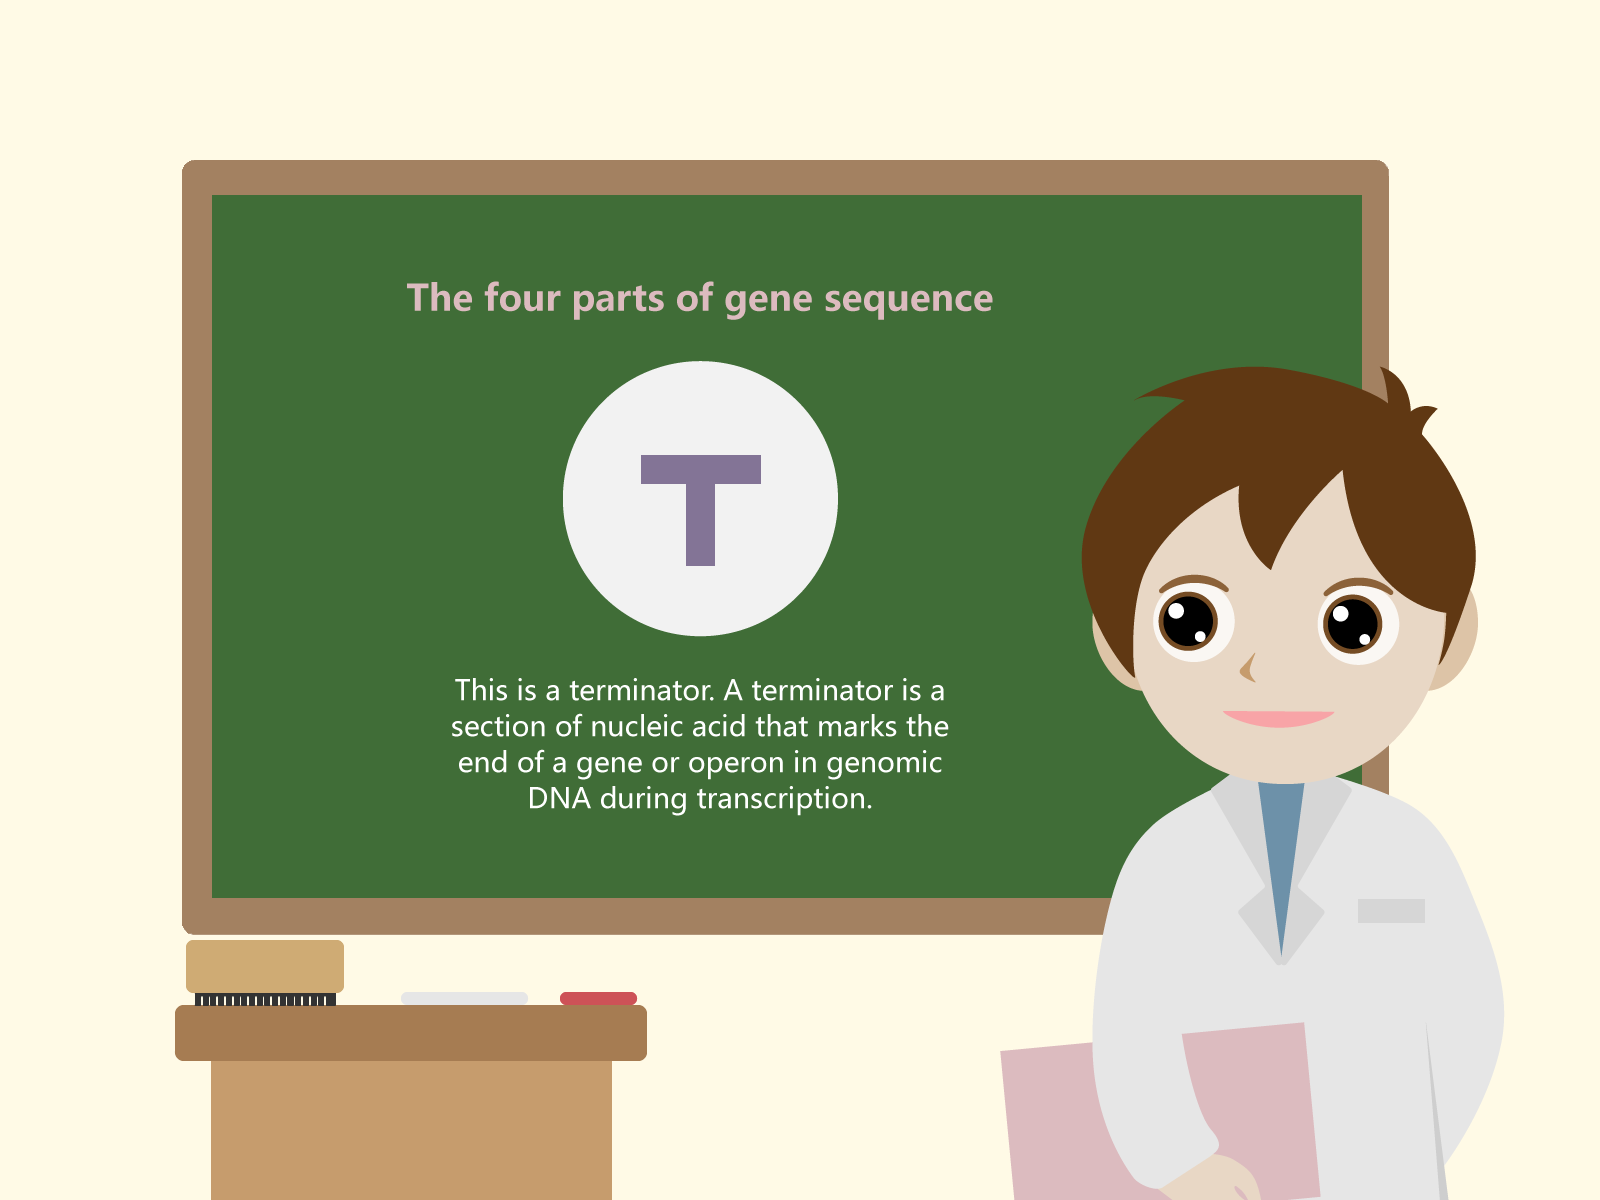 The four parts of gene sequence
T
This is a terminator. A terminator is a
section of nucleic acid that marks the
end of a gene or operon in genomic
DNA during transcription.